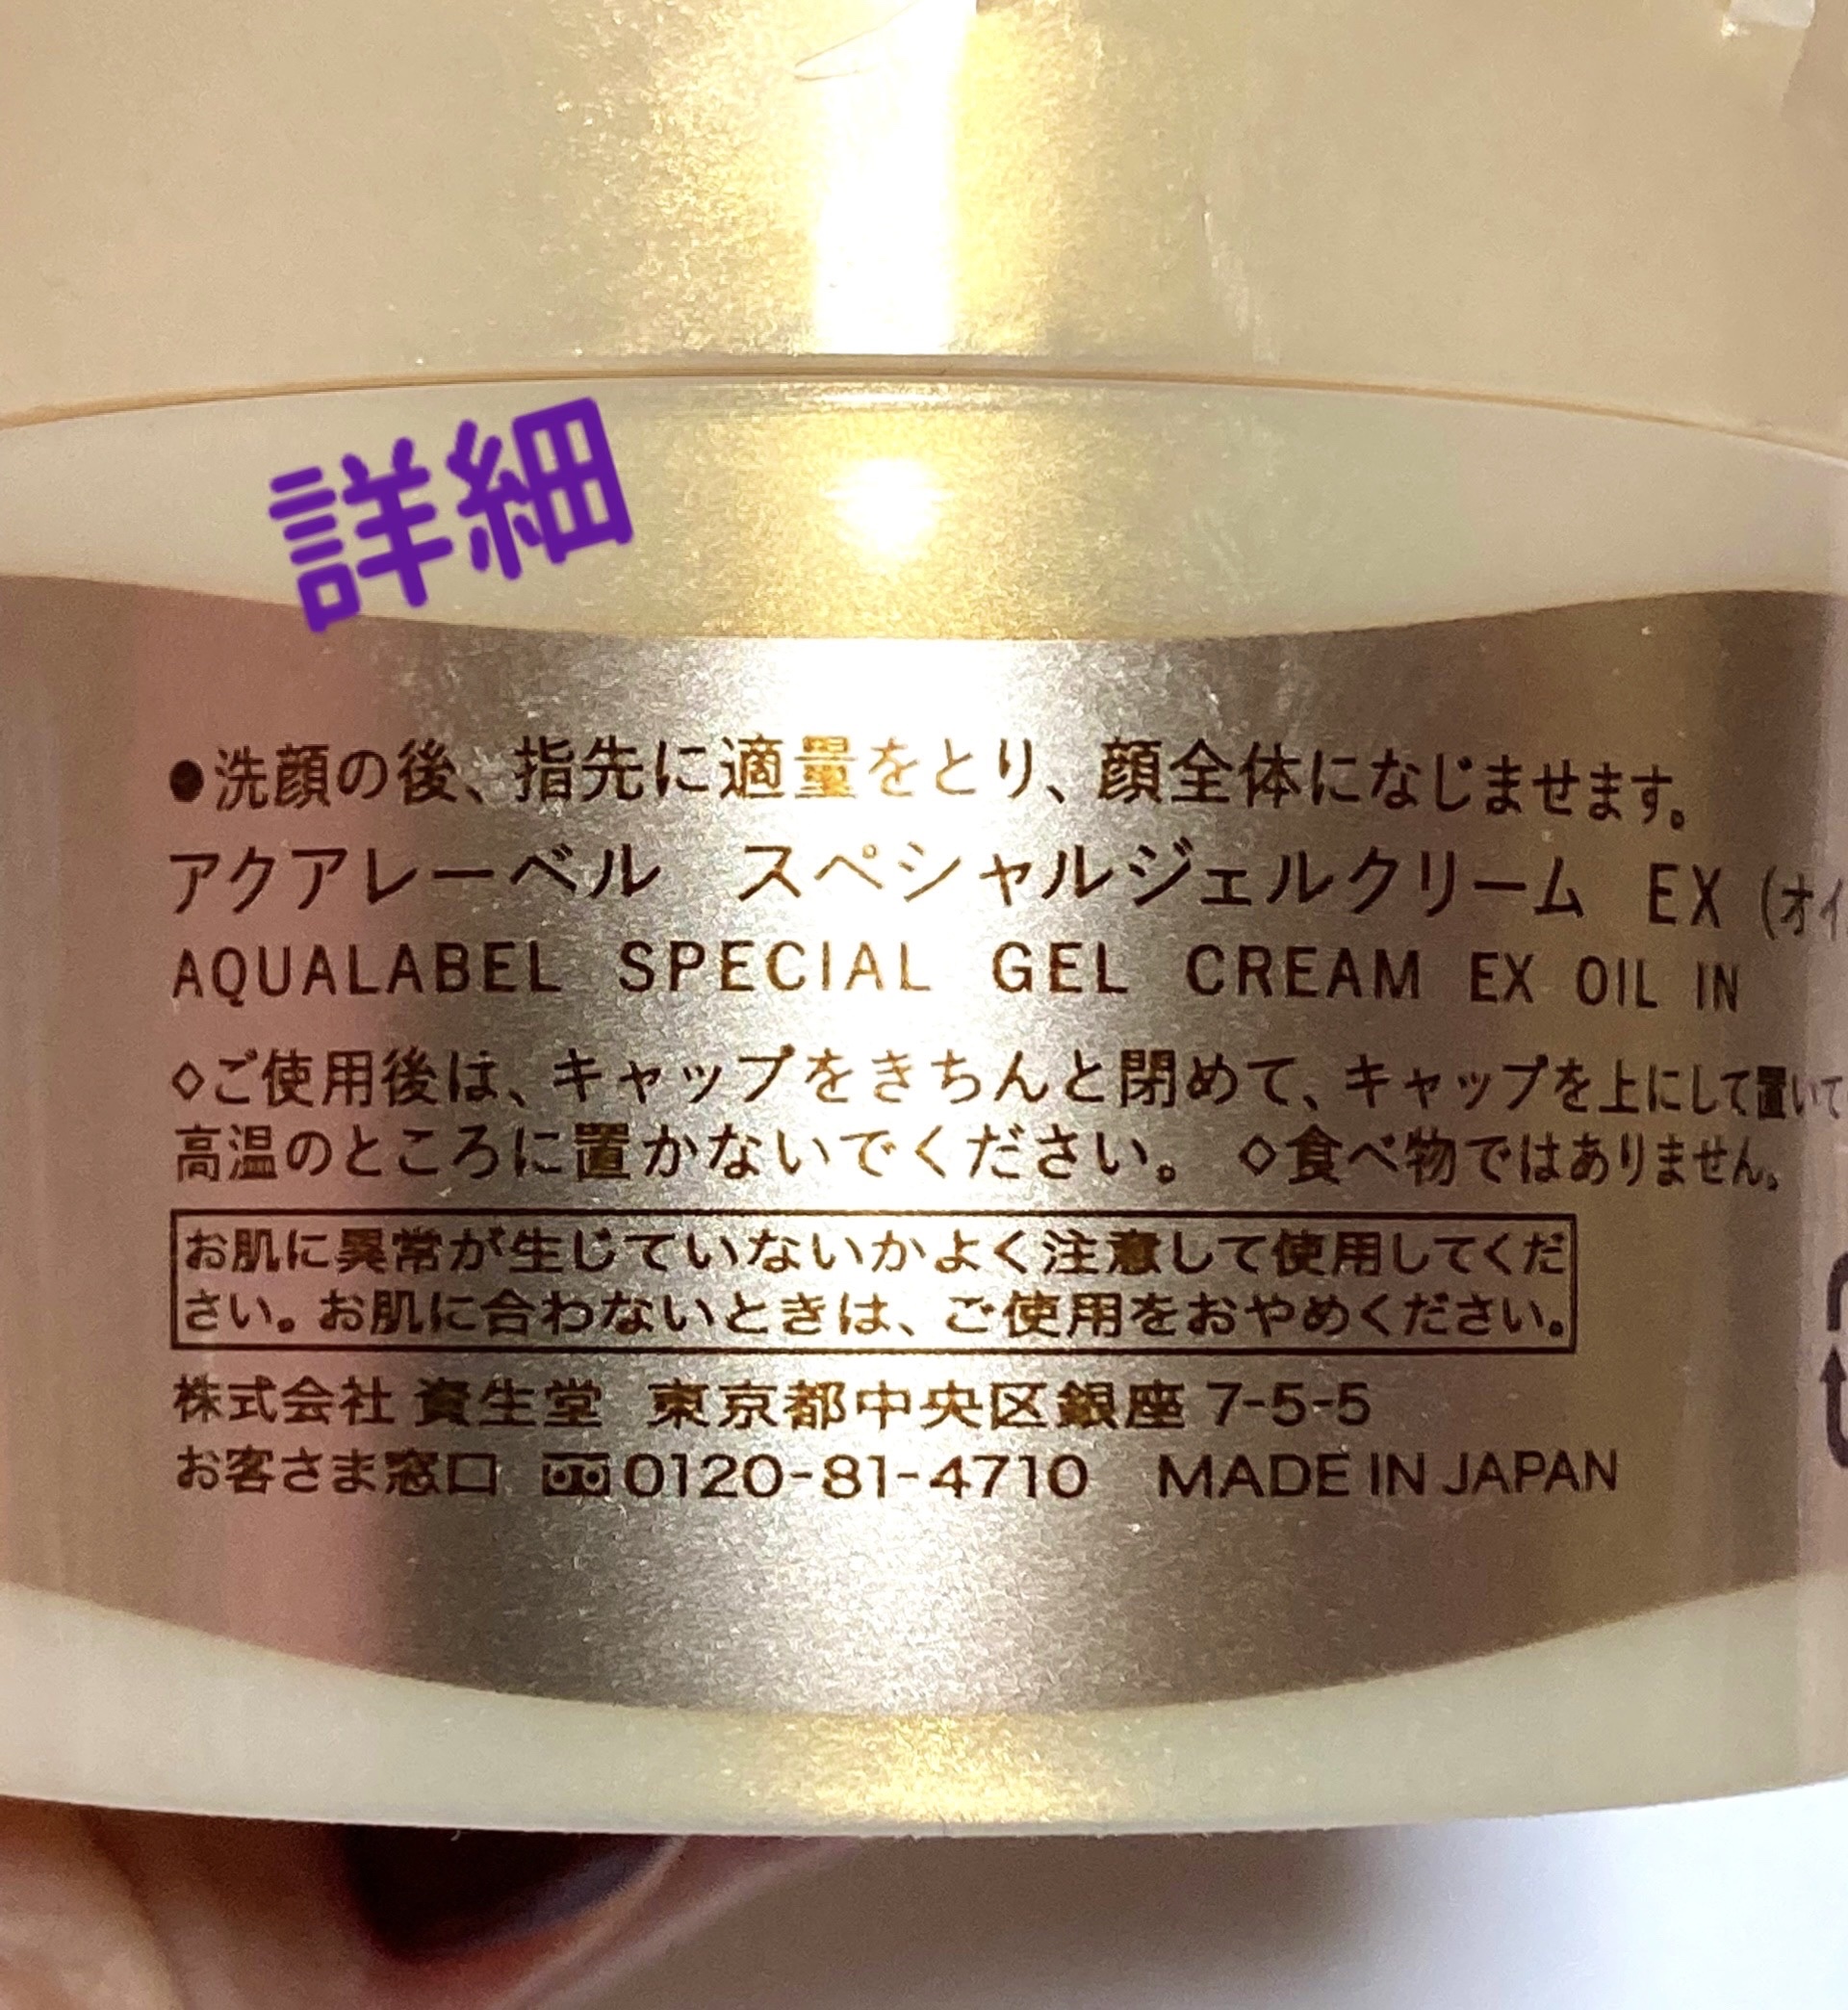 詳細
●洗顔の後、指先に適量をとり、顔全体になじませます。
アクアレーベル スペシャルジェルクリーム EX (オイ
AQUALABEL SPECIAL GEL CREAM EX OIL IN
◇ご使用後は、キャップをきちんと閉めて、キャップを上にして置いて
高温のところに置かないでください。 ◇食べ物ではありません。
お肌に異常が生じていないかよく注意して使用してくだ
さい。お肌に合わないときは、ご使用をおやめください。
株式会社 資生堂 東京都中央区銀座 7-5-5
お客さま窓口 0120-81-4710 MADE IN JAPAN